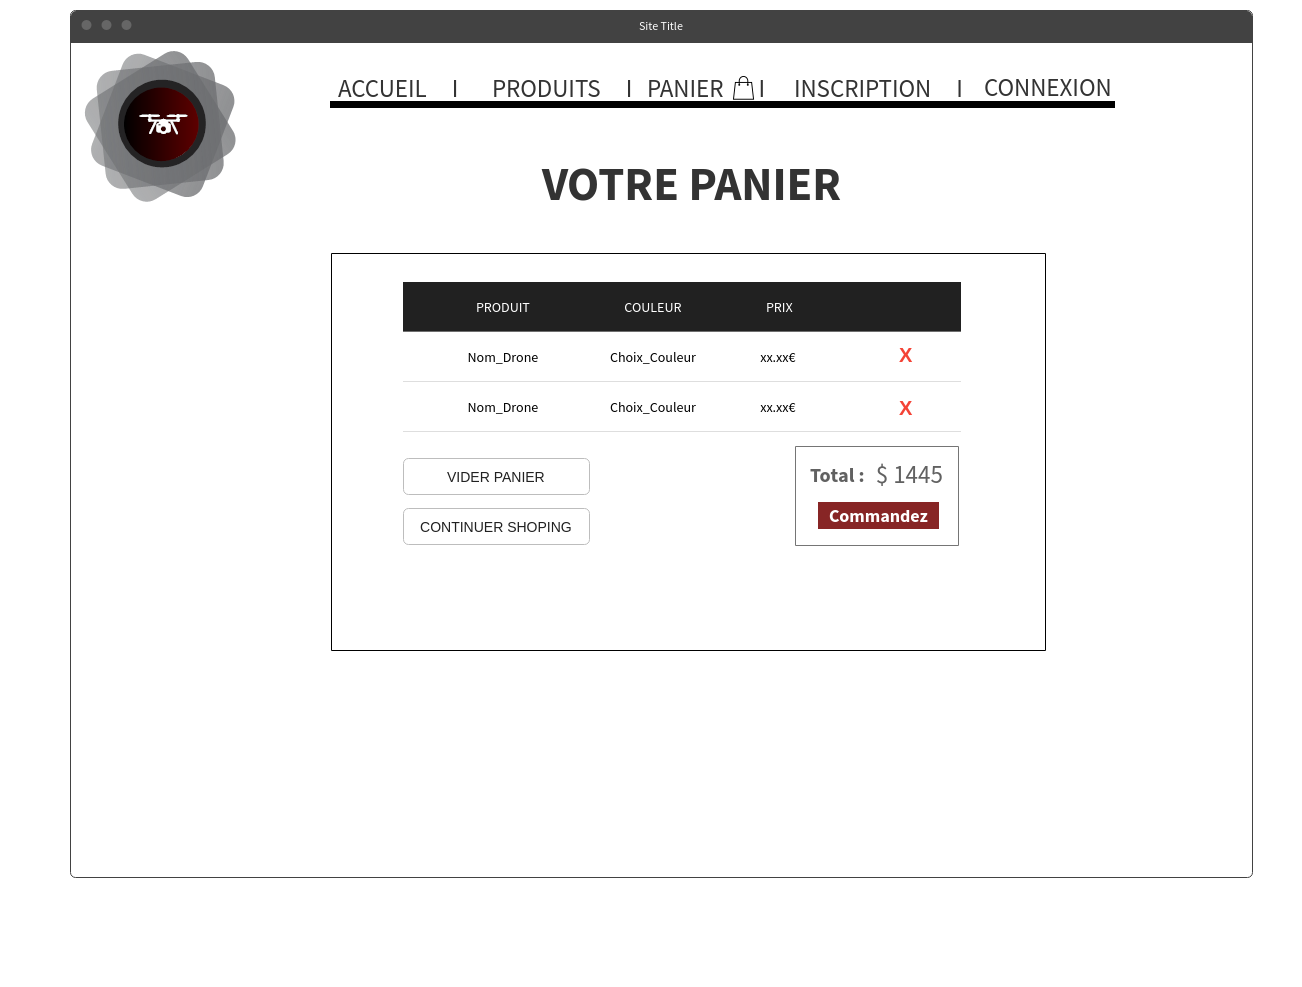 Site Title
ACCUEIL I PRODUITS I PANIER I INSCRIPTION I CONNEXION
VOTRE PANIER
PRODUIT COULEUR PRIX
Nom_Drone Choix_Couleur xx.xx€ X
Nom_Drone Choix_Couleur xx.xx€ X
VIDER PANIER
CONTINUER SHOPING
Total : $ 1445
Commandez